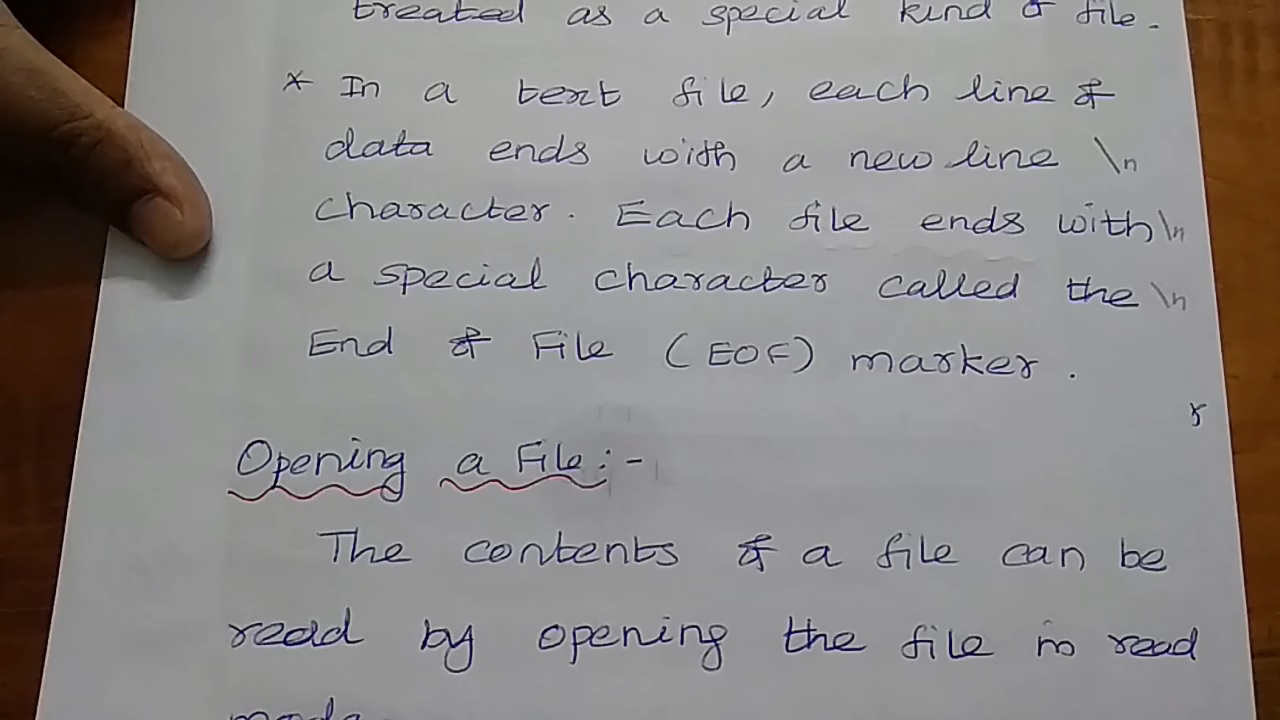 treated as a special kind of file.
* In a text file, each line of
data ends with a new line \n
character. Each file ends with \n
a special character called the \n
End of File (EOF) marker.
r
Opening a File:-
The contents of a file can be
read by opening the file in read
mode